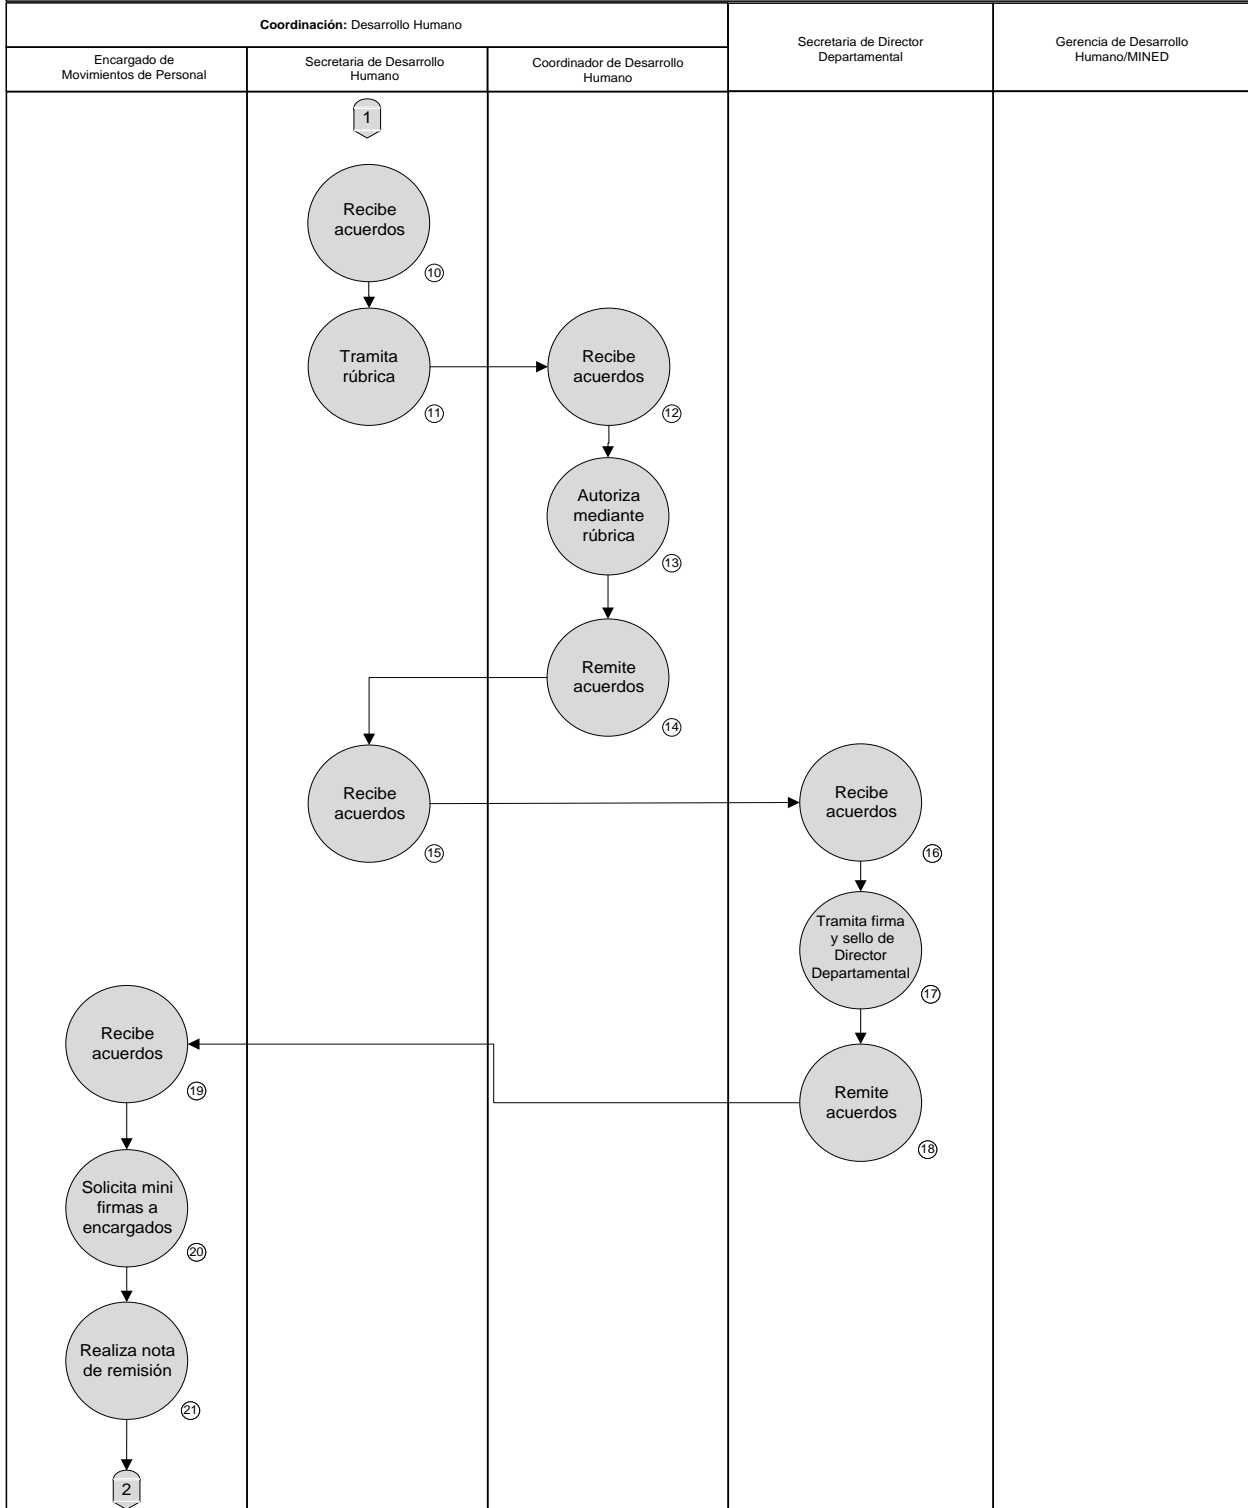 Coordinación: Desarrollo Humano
Secretaria de Director
Departamental
Gerencia de Desarrollo
Humano/MINED
Encargado de
Movimientos de Personal
Secretaria de Desarrollo
Humano
Coordinador de Desarrollo
Humano
1
Recibe
acuerdos
10
Tramita
rúbrica
11
Recibe
acuerdos
12
Autoriza
mediante
rúbrica
13
Remite
acuerdos
14
Recibe
acuerdos
15
Recibe
acuerdos
16
Tramita firma
y sello de
Director
Departamental
17
Remite
acuerdos
18
Recibe
acuerdos
19
Solicita mini
firmas a
encargados
20
Realiza nota
de remisión
21
2